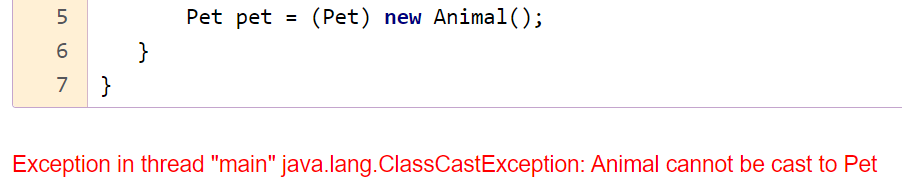 5 Pet pet = (Pet) new Animal();
6 }
7 }
Exception in thread "main" java.lang.ClassCastException: Animal cannot be cast to Pet